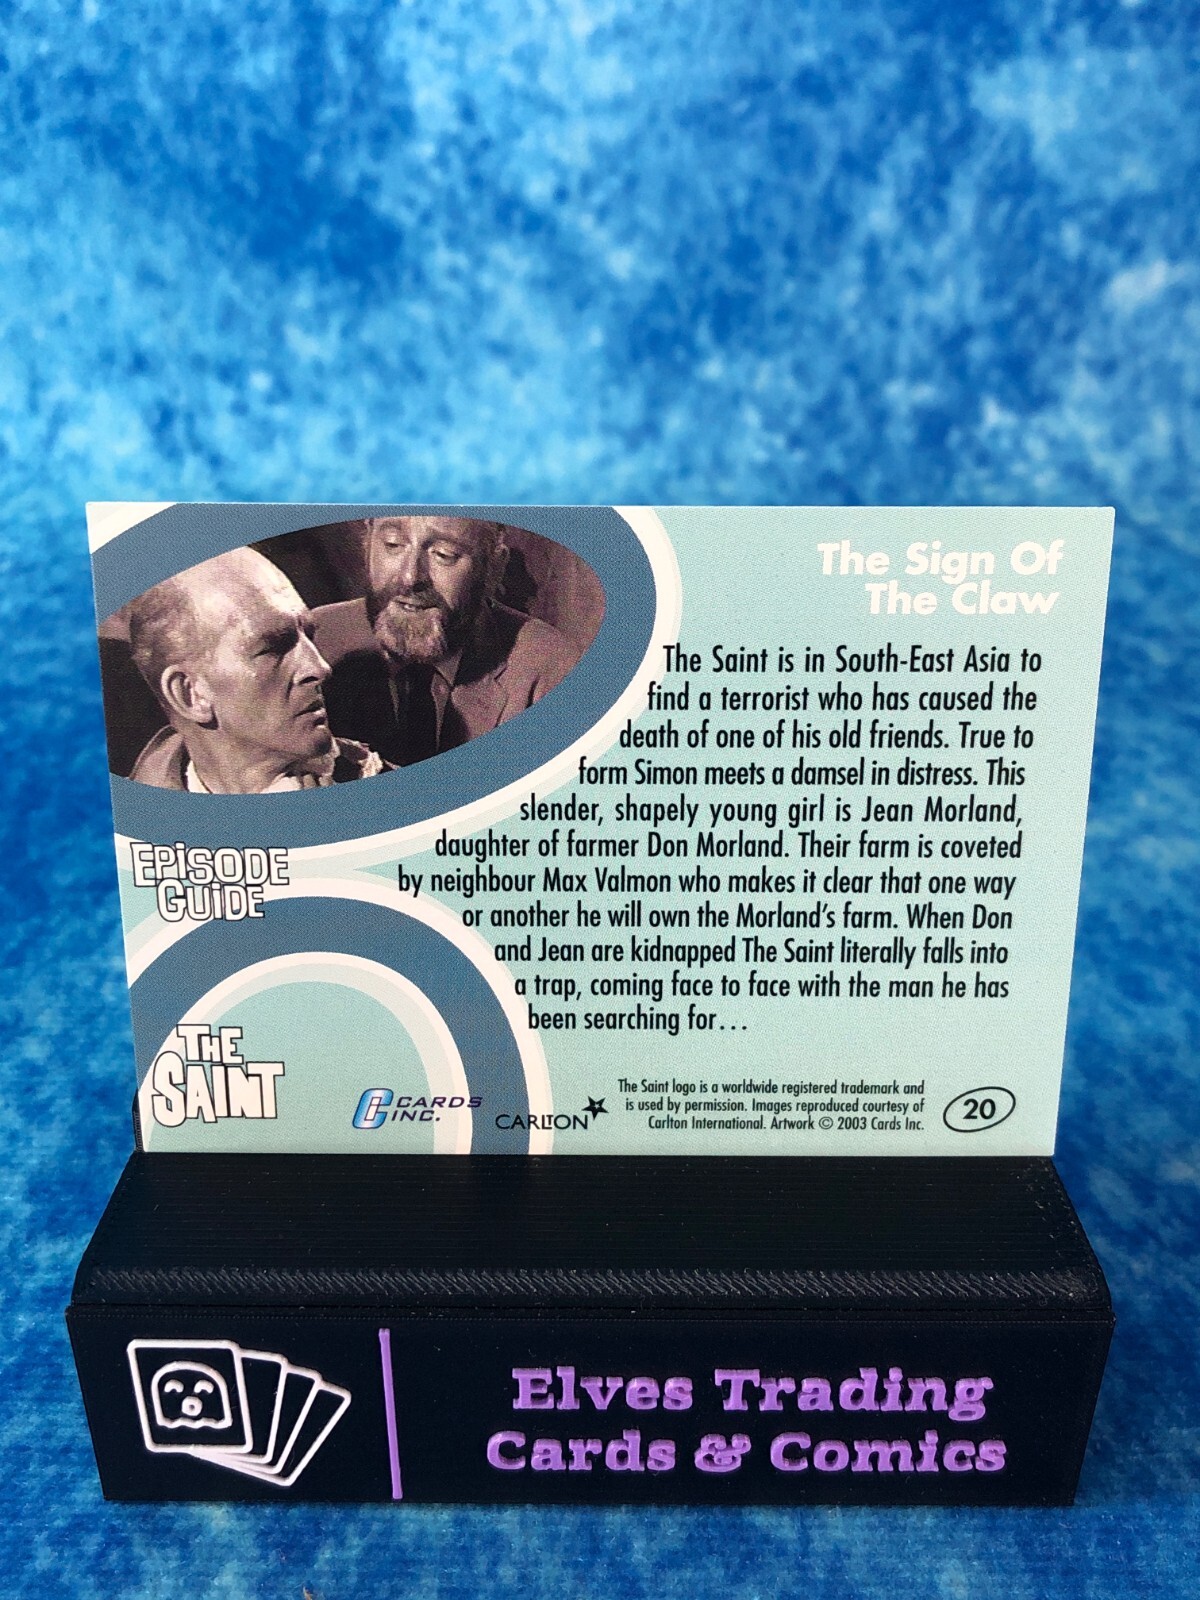 The Sign Of
The Claw
The Saint is in South-East Asia to
find a terrorist who has caused the
death of one of his old friends. True to
form Simon meets a damsel in distress. This
slender, shapely young girl is Jean Morland,
daughter of farmer Don Morland. Their farm is coveted
by neighbour Max Valmon who makes it clear that one way
or another he will own the Morland's farm. When Don
and Jean are kidnapped The Saint literally falls into
a trap, coming face to face with the man he has
been searching for...
EPiSODE
GUiDE
THE
SAINT
CARDS
INC.
CARLTON
The Saint logo is a worldwide registered trademark and
is used by permission. Images reproduced courtesy of
Carlton International. Artwork © 2003 Cards Inc.
20
Elves Trading
Cards & Comics